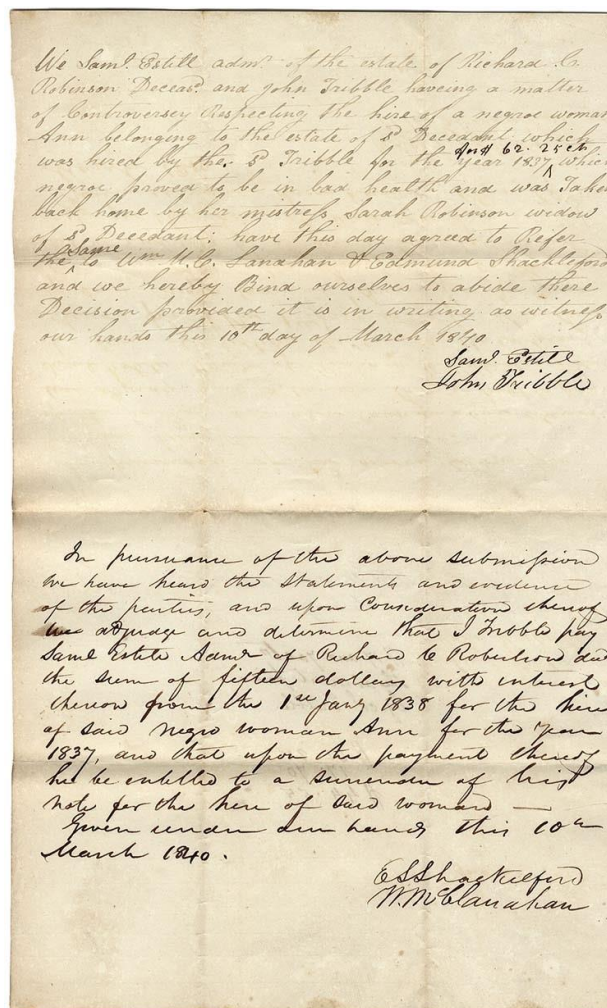 We Saml. Estill admr. of the estate of Richard C.
Robinson Deceasd. and John Tribble haveing a matter
of Controversey Respecting the hire of a negroe woman
Ann belonging to the estate of sd Decedant which
was hired by the sd Tribble for the year 1837 for $ 62. 25 cts which
negroe proved to be in bad health and was Taken
back home by her mistress Sarah Robinson widow
of sd Decedant: have this day agreed to Refer
the same to Wm McClanahan & Edmund Shackleford
and we hereby Bind ourselves to abide there
Decision provided it is in writing as witness
our hands this 10th day of March 1840
Saml. Estill
John Tribble
In pursuance of the above submission
we have heard the statements and evidence
of the parties, and upon Consideration thereof
we adjudge and determine that J Tribble pay
Saml Estele Admr of Richard C Robertson decd
the sum of fifteen dollars with interest
thereon from the 1st Jany 1838 for the hire
of said negro woman Ann for the year
1837, and that upon the payment thereof
he be entitled to a surrender of his
note for the hire of said woman —
Given under our hands this 10th
March 1840.
E S Shackelford
W. McClanahan